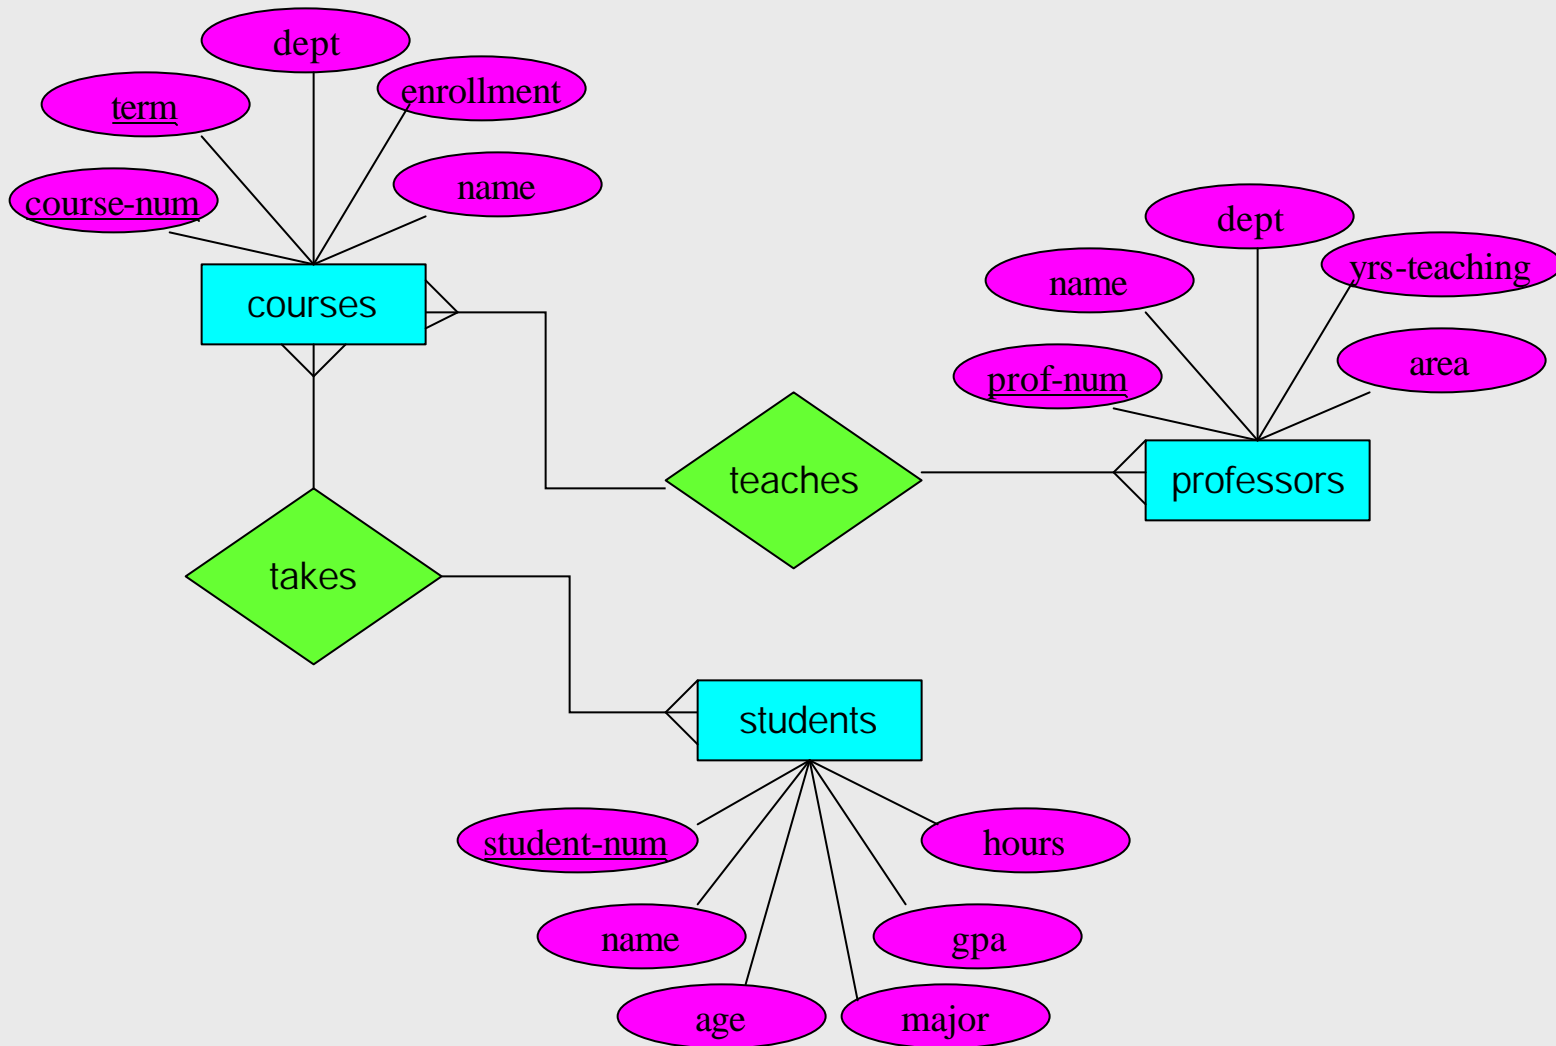 dept
enrollment
term
name
course-num
courses
dept
yrs-teaching
name
area
prof-num
professors
teaches
takes
students
student-num
hours
name
gpa
age
major